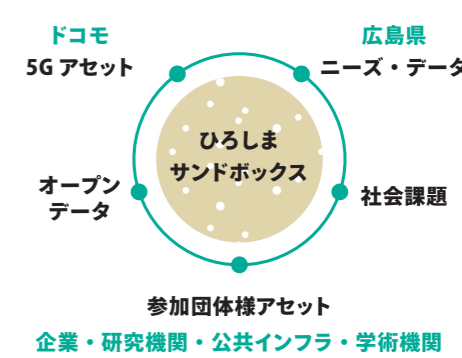 ドコモ
5G アセット
広島県
ニーズ・データ
ひろしま
サンドボックス
オープン
データ
社会課題
参加団体様アセット
企業・研究機関・公共インフラ・学術機関